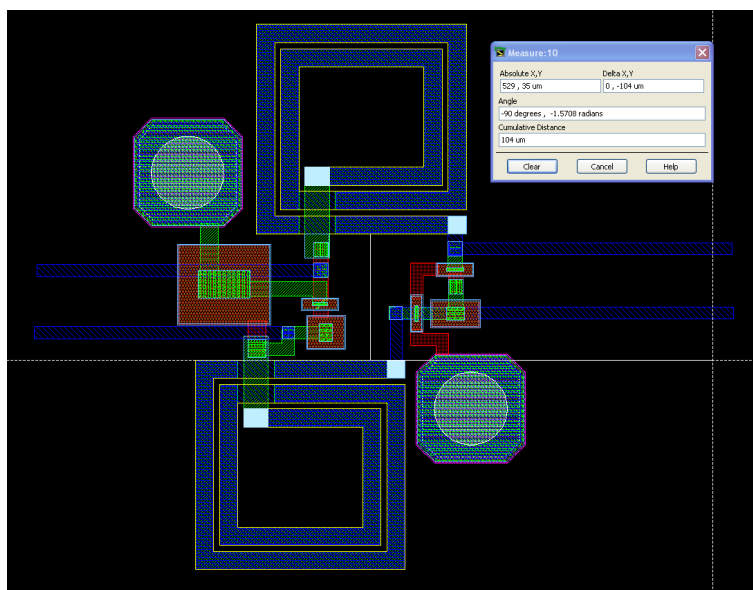 Measure:10
Absolute X,Y Delta X,Y
529 , 35 um 0 , -104 um
Angle
-90 degrees , -1.5708 radians
Cumulative Distance
104 um
Clear Cancel Help